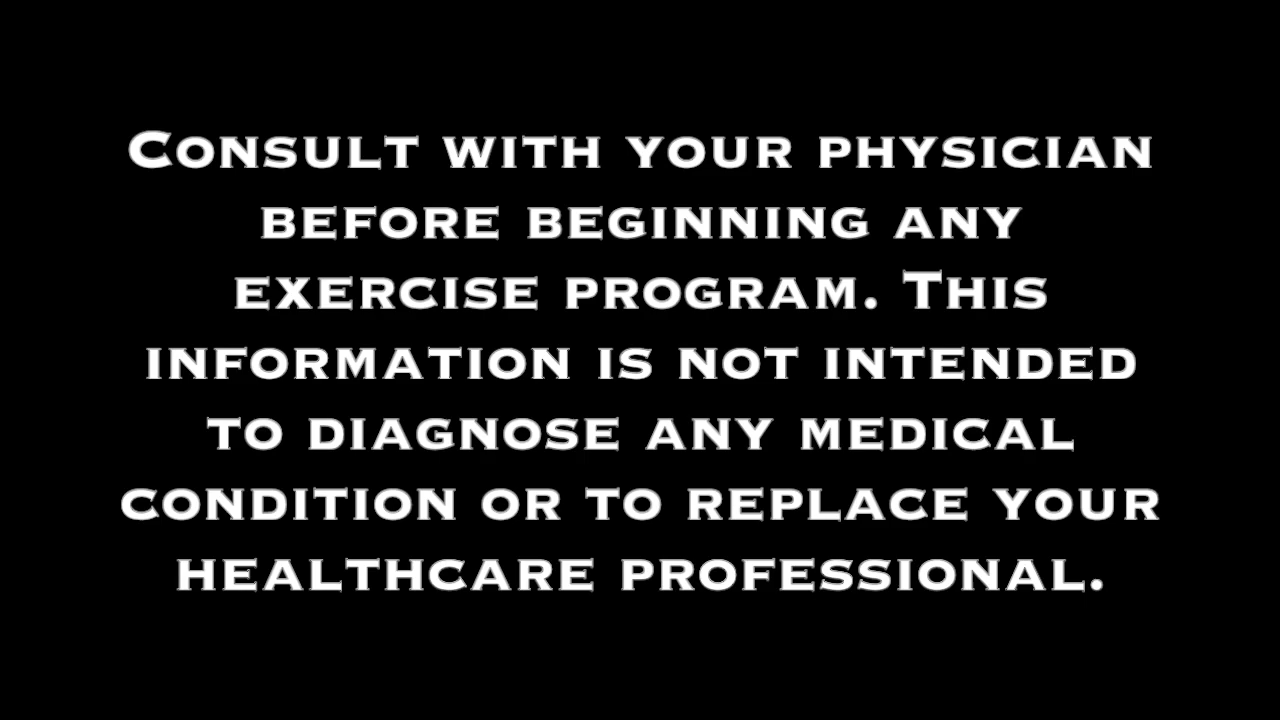 Consult with your physician
before beginning any
exercise program. This
information is not intended
to diagnose any medical
condition or to replace your
healthcare professional.